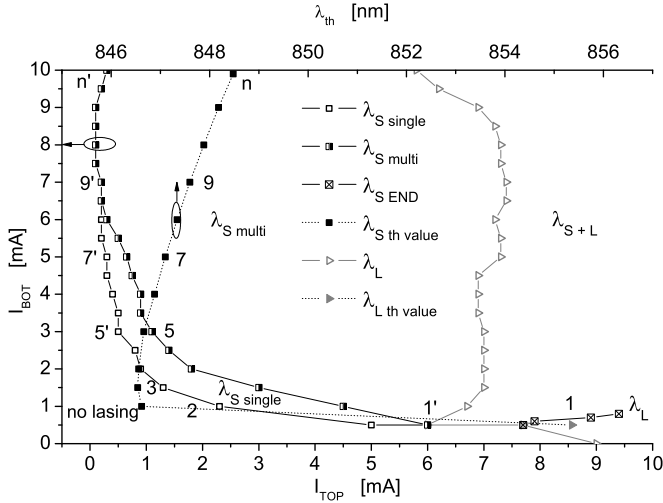 λth [nm]
846 848 850 852 854 856
10
9
8
7
6
5
4
3
2
1
0
IBOT [mA]
n'
n
9'
9
7'
7
5'
5
3
2
1'
1
λS single
λS multi
λS END
λS th value
λL
λL th value
λS multi
λS + L
λS single
no lasing
λL
0 1 2 3 4 5 6 7 8 9 10
ITOP [mA]